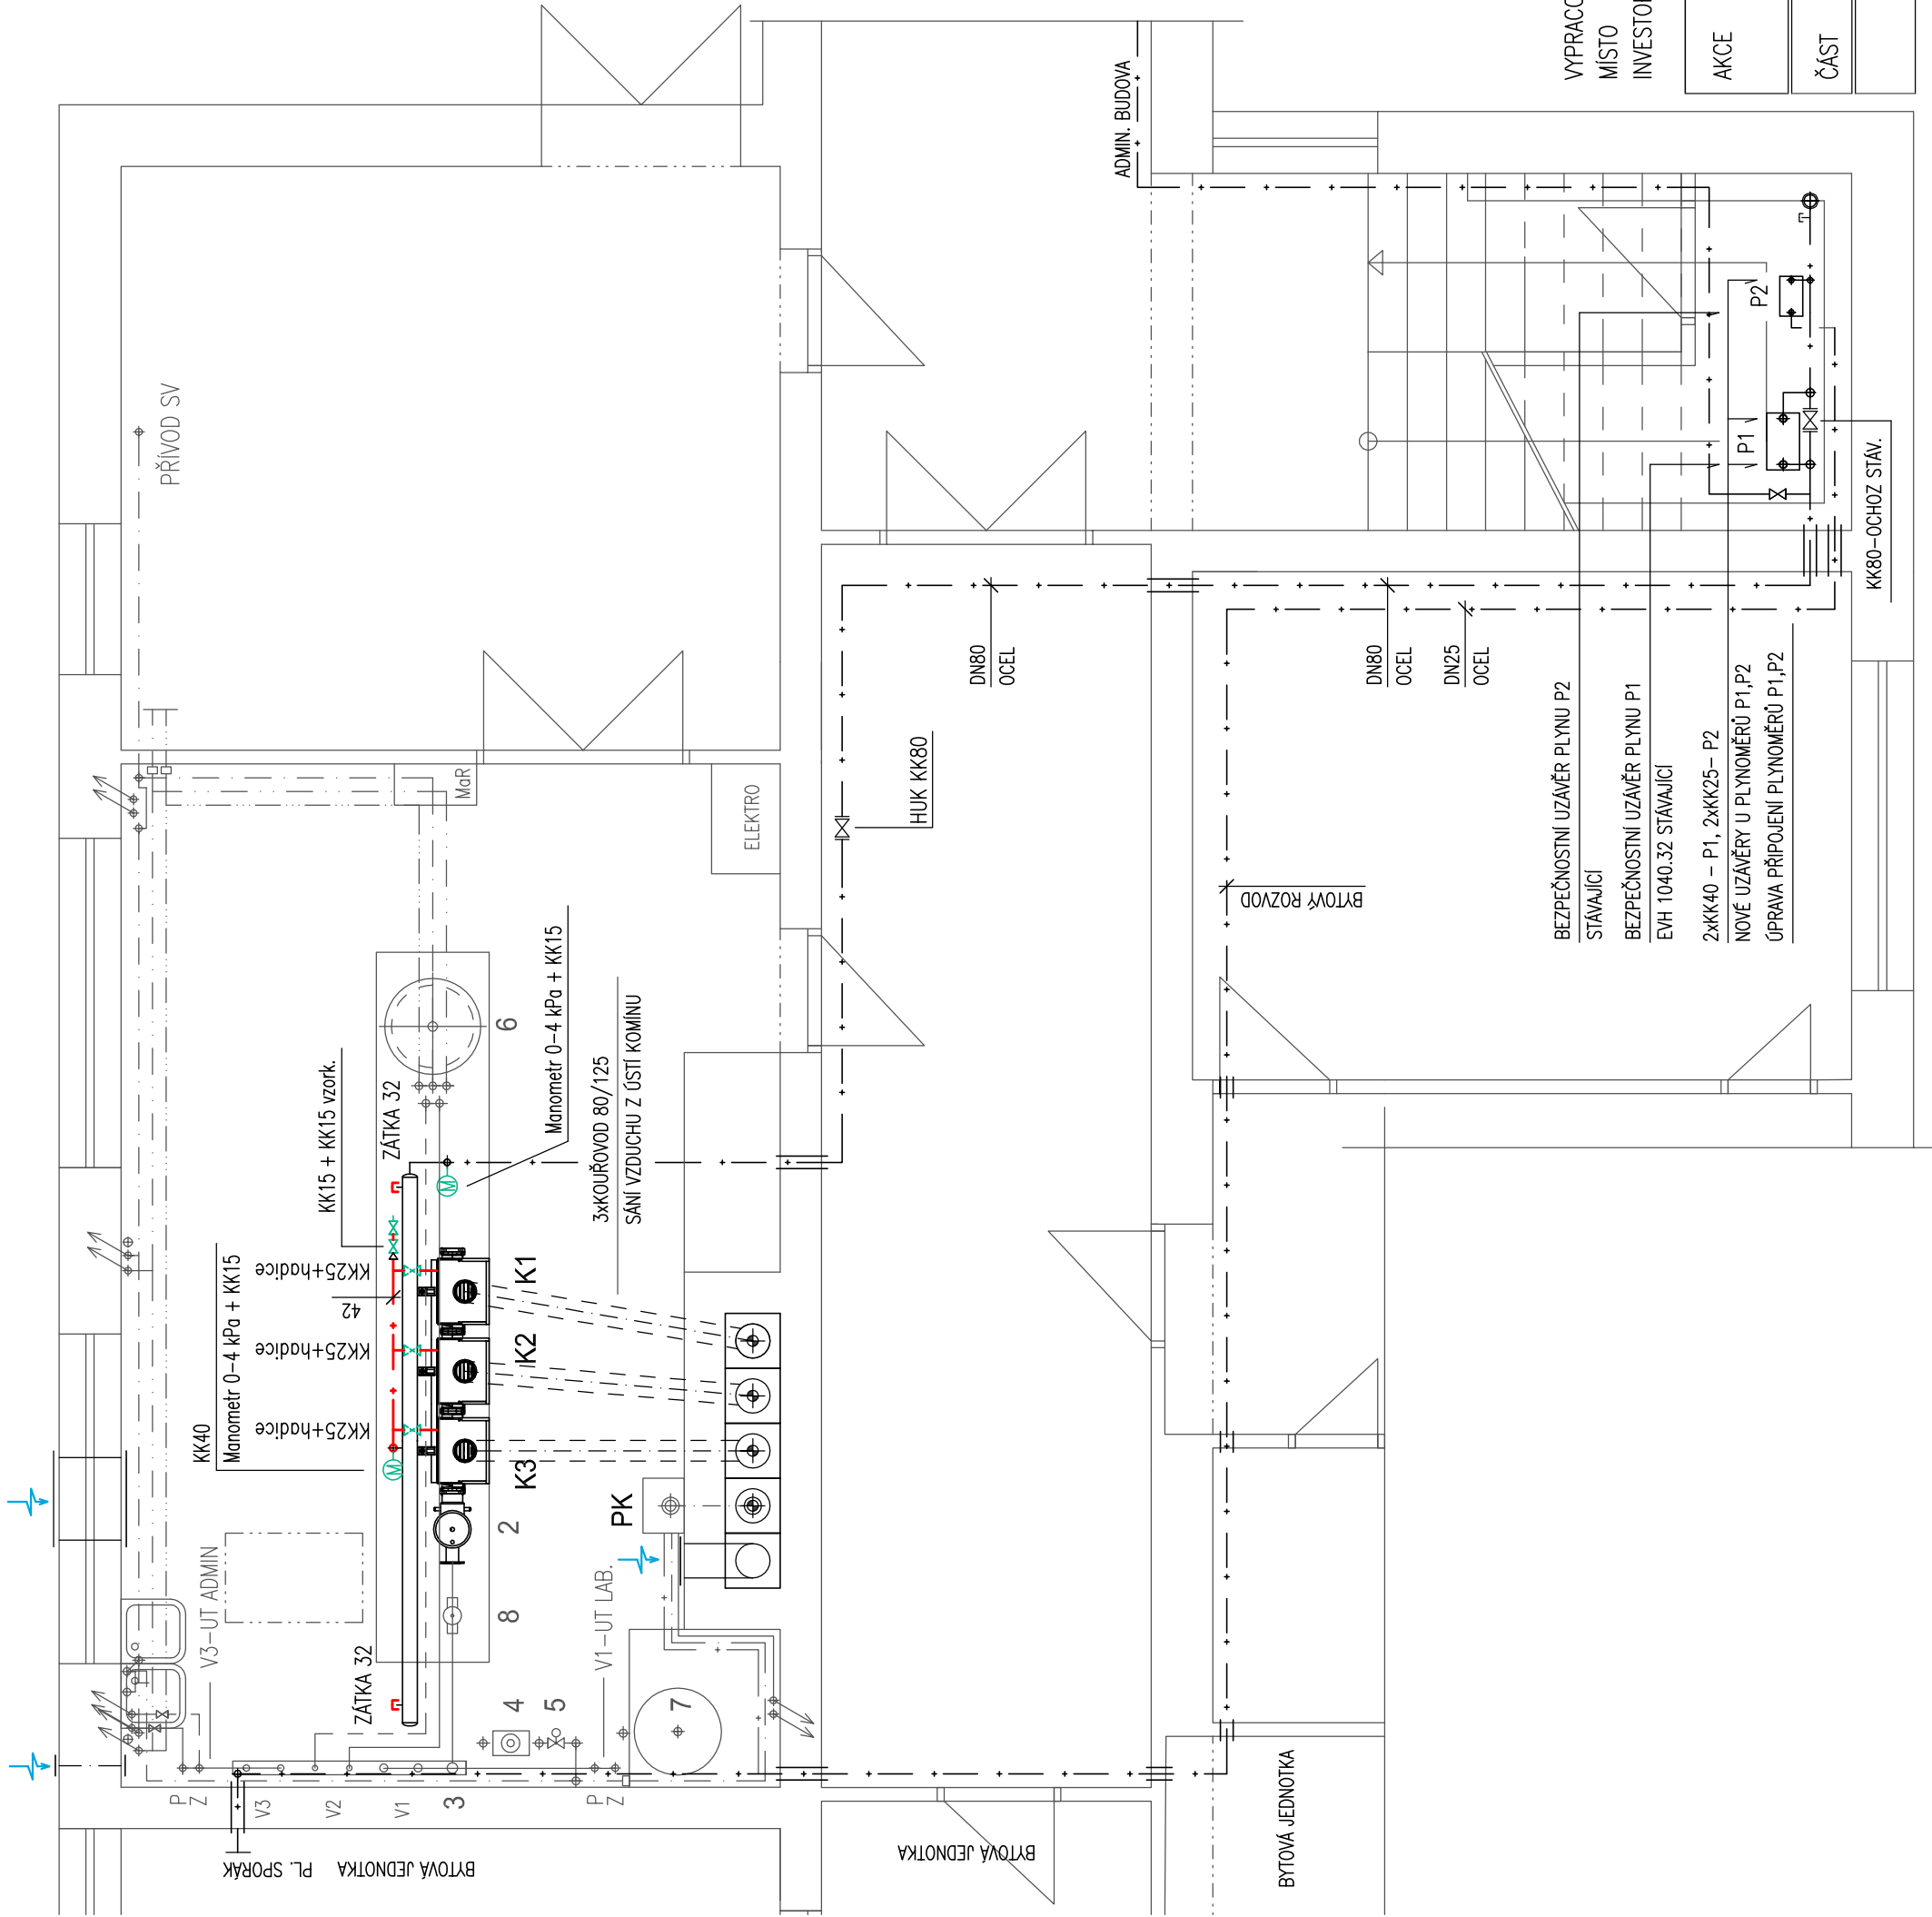 VYPRACO
MÍSTO
INVESTOR
AKCE
ČÁST
ADMIN. BUDOVA
PŘÍVOD SV
P2
P1
KK80-OCHOZ STÁV.
DN80
OCEL
DN80
OCEL
DN25
OCEL
HUK KK80
MaR
ELEKTRO
BYTOVÝ ROZVOD
BEZPEČNOSTNÍ UZÁVĚR PLYNU P2
STÁVAJÍCÍ
BEZPEČNOSTNÍ UZÁVĚR PLYNU P1
EVH 1040.32 STÁVAJÍCÍ
2xKK40 - P1, 2xKK25- P2
NOVÉ UZÁVĚRY U PLYNOMĚRŮ P1,P2
ÚPRAVA PŘIPOJENÍ PLYNOMĚRŮ P1,P2
6
KK15 + KK15 vzork.
ZÁTKA 32
Manometr 0-4 kPa + KK15
3xKOUŘOVOD 80/125
SÁNÍ VZDUCHU Z ÚSTÍ KOMÍNU
M
KK40
Manometr 0-4 kPa + KK15
KK25+hadice
42
KK25+hadice
KK25+hadice
M
K1
K2
K3
2
PK
8
V3-UT ADMIN
ZÁTKA 32
4
5
V1-UT LAB.
7
P
Z
V3
V2
V1
3
P
Z
PL. SPORÁK
BYTOVÁ JEDNOTKA
BYTOVÁ JEDNOTKA
BYTOVÁ JEDNOTKA